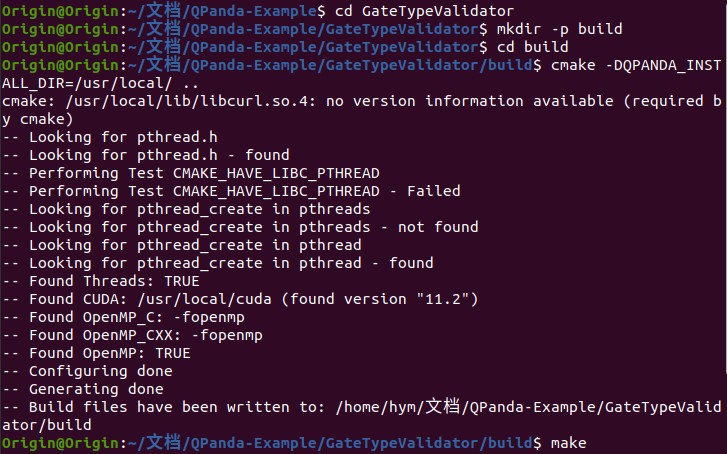 Origin@Origin:~/文档/QPanda-Example$ cd GateTypeValidator
Origin@Origin:~/文档/QPanda-Example/GateTypeValidator$ mkdir -p build
Origin@Origin:~/文档/QPanda-Example/GateTypeValidator$ cd build
Origin@Origin:~/文档/QPanda-Example/GateTypeValidator/build$ cmake -DQPANDA_INST
ALL_DIR=/usr/local/ ..
cmake: /usr/local/lib/libcurl.so.4: no version information available (required b
y cmake)
-- Looking for pthread.h
-- Looking for pthread.h - found
-- Performing Test CMAKE_HAVE_LIBC_PTHREAD
-- Performing Test CMAKE_HAVE_LIBC_PTHREAD - Failed
-- Looking for pthread_create in pthreads
-- Looking for pthread_create in pthreads - not found
-- Looking for pthread_create in pthread
-- Looking for pthread_create in pthread - found
-- Found Threads: TRUE
-- Found CUDA: /usr/local/cuda (found version "11.2")
-- Found OpenMP_C: -fopenmp
-- Found OpenMP_CXX: -fopenmp
-- Found OpenMP: TRUE
-- Configuring done
-- Generating done
-- Build files have been written to: /home/hym/文档/QPanda-Example/GateTypeValid
ator/build
Origin@Origin:~/文档/QPanda-Example/GateTypeValidator/build$ make